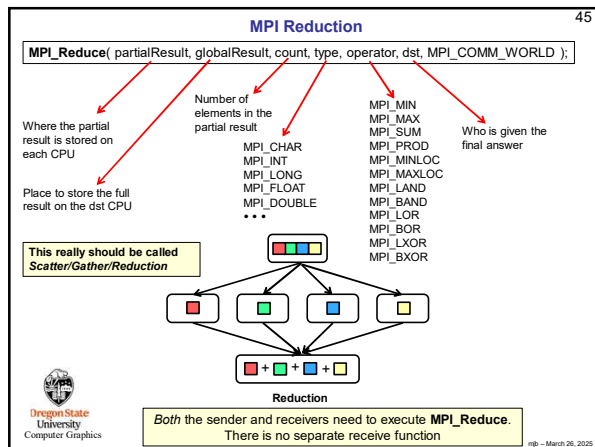 45
MPI Reduction
MPI_Reduce( partialResult, globalResult, count, type, operator, dst, MPI_COMM_WORLD );
Where the partial
result is stored on
each CPU
Place to store the full
result on the dst CPU
Number of
elements in the
partial result
MPI_CHAR
MPI_INT
MPI_LONG
MPI_FLOAT
MPI_DOUBLE
• • •
MPI_MIN
MPI_MAX
MPI_SUM
MPI_PROD
MPI_MINLOC
MPI_MAXLOC
MPI_LAND
MPI_BAND
MPI_LOR
MPI_BOR
MPI_LXOR
MPI_BXOR
Who is given the
final answer
This really should be called
Scatter/Gather/Reduction
+ + +
Reduction
Both the sender and receivers need to execute MPI_Reduce.
There is no separate receive function
Oregon State
University
Computer Graphics
mjb – March 26, 2025